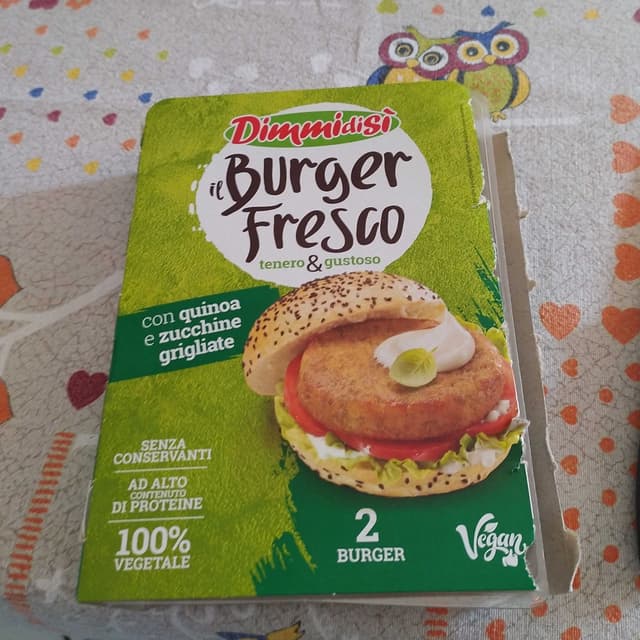 Dimmidisì
il Burger
Fresco
tenero & gustoso
con quinoa
e zucchine
grigliate
SENZA
CONSERVANTI
AD ALTO
CONTENUTO
DI PROTEINE
100%
VEGETALE
2
BURGER
Vegan